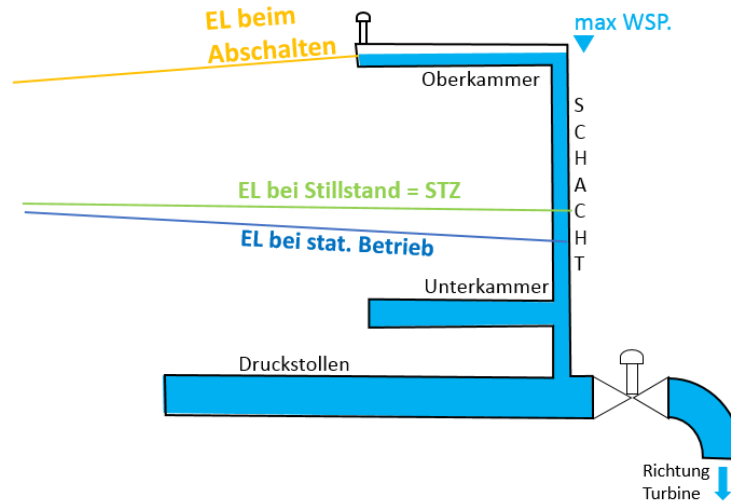 EL beim
Abschalten
max WSP.
Oberkammer
S
C
H
A
C
H
T
EL bei Stillstand = STZ
EL bei stat. Betrieb
Unterkammer
Druckstollen
Richtung
Turbine